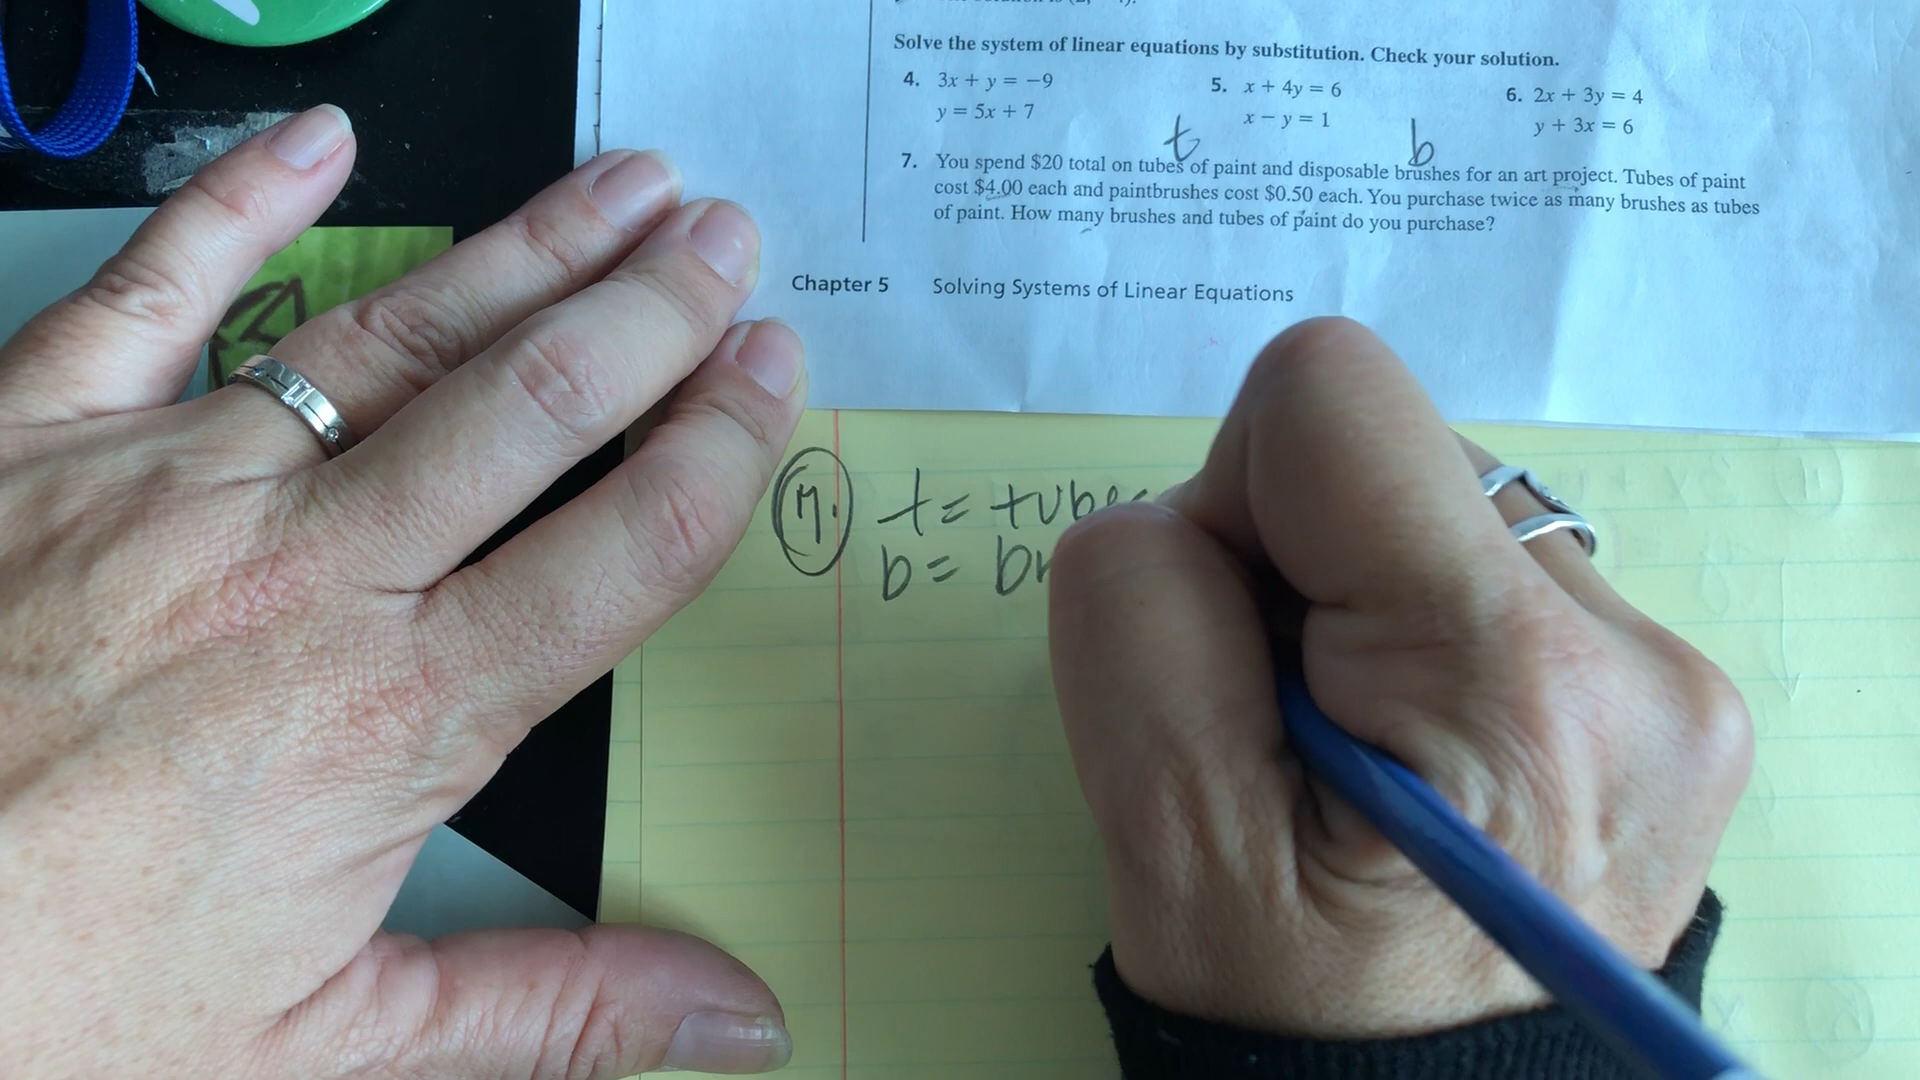 Solve the system of linear equations by substitution. Check your solution.
4. 3x + y = −9
y = 5x + 7
5. x + 4y = 6
x − y = 1
6. 2x + 3y = 4
y + 3x = 6
t b
7. You spend $20 total on tubes of paint and disposable brushes for an art project. Tubes of paint
cost $4.00 each and paintbrushes cost $0.50 each. You purchase twice as many brushes as tubes
of paint. How many brushes and tubes of paint do you purchase?
Chapter 5 Solving Systems of Linear Equations
7. t = tubes
b = br